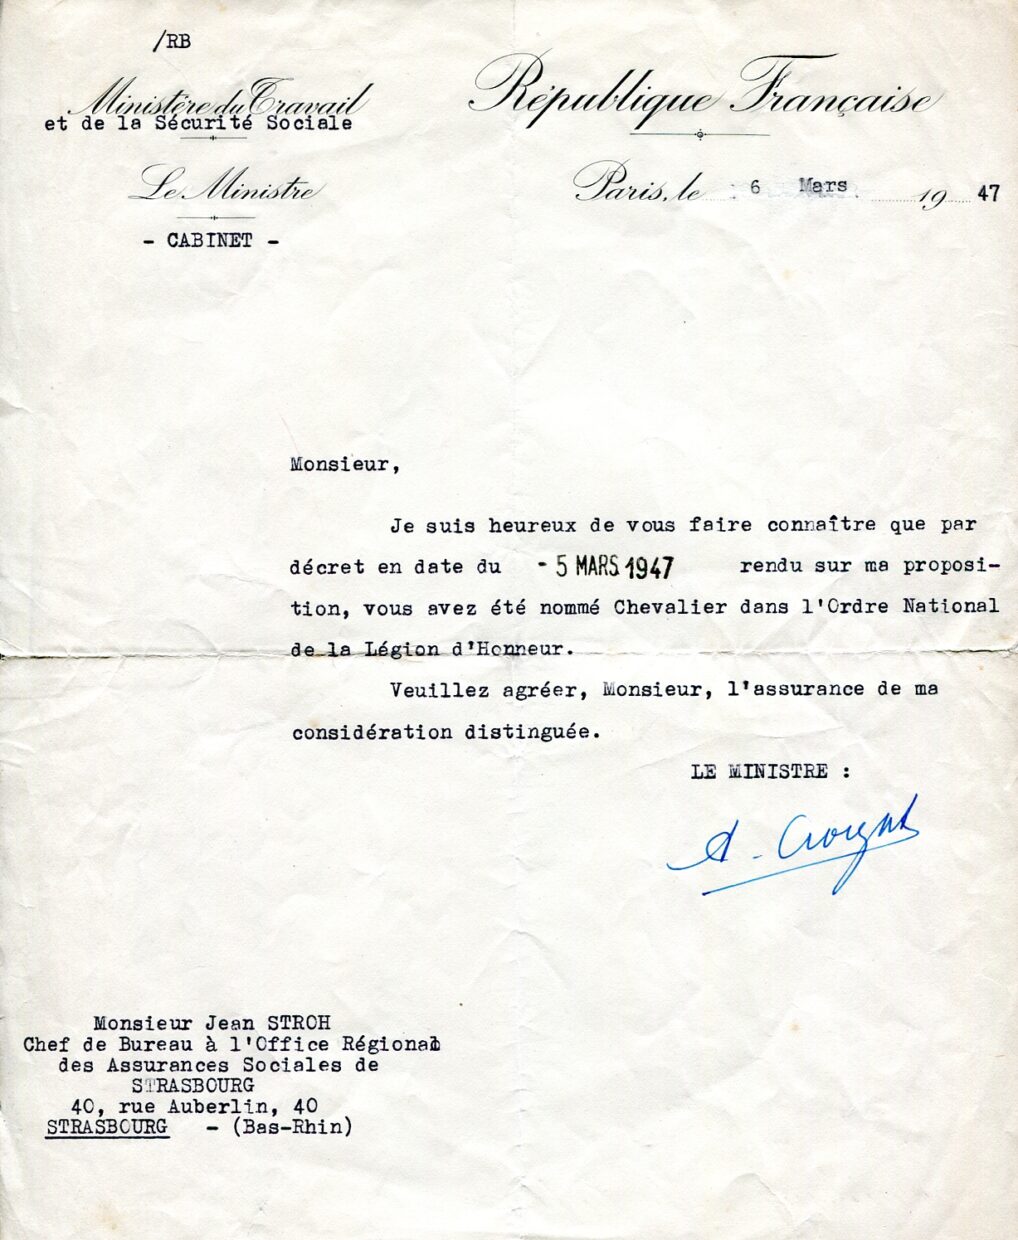 /RB
Ministère du Travail
et de la Sécurité Sociale
République Française
Le Ministre
Paris, le 6 Mars 19 47
- CABINET -
Monsieur,
Je suis heureux de vous faire connaître que par
décret en date du - 5 MARS 1947 rendu sur ma proposi-
tion, vous avez été nommé Chevalier dans l'Ordre National
de la Légion d'Honneur.
Veuillez agréer, Monsieur, l'assurance de ma
considération distinguée.
LE MINISTRE :
A. Croizat
Monsieur Jean STROH
Chef de Bureau à l'Office Régional
des Assurances Sociales de
STRASBOURG
40, rue Auberlin, 40
STRASBOURG - (Bas-Rhin)